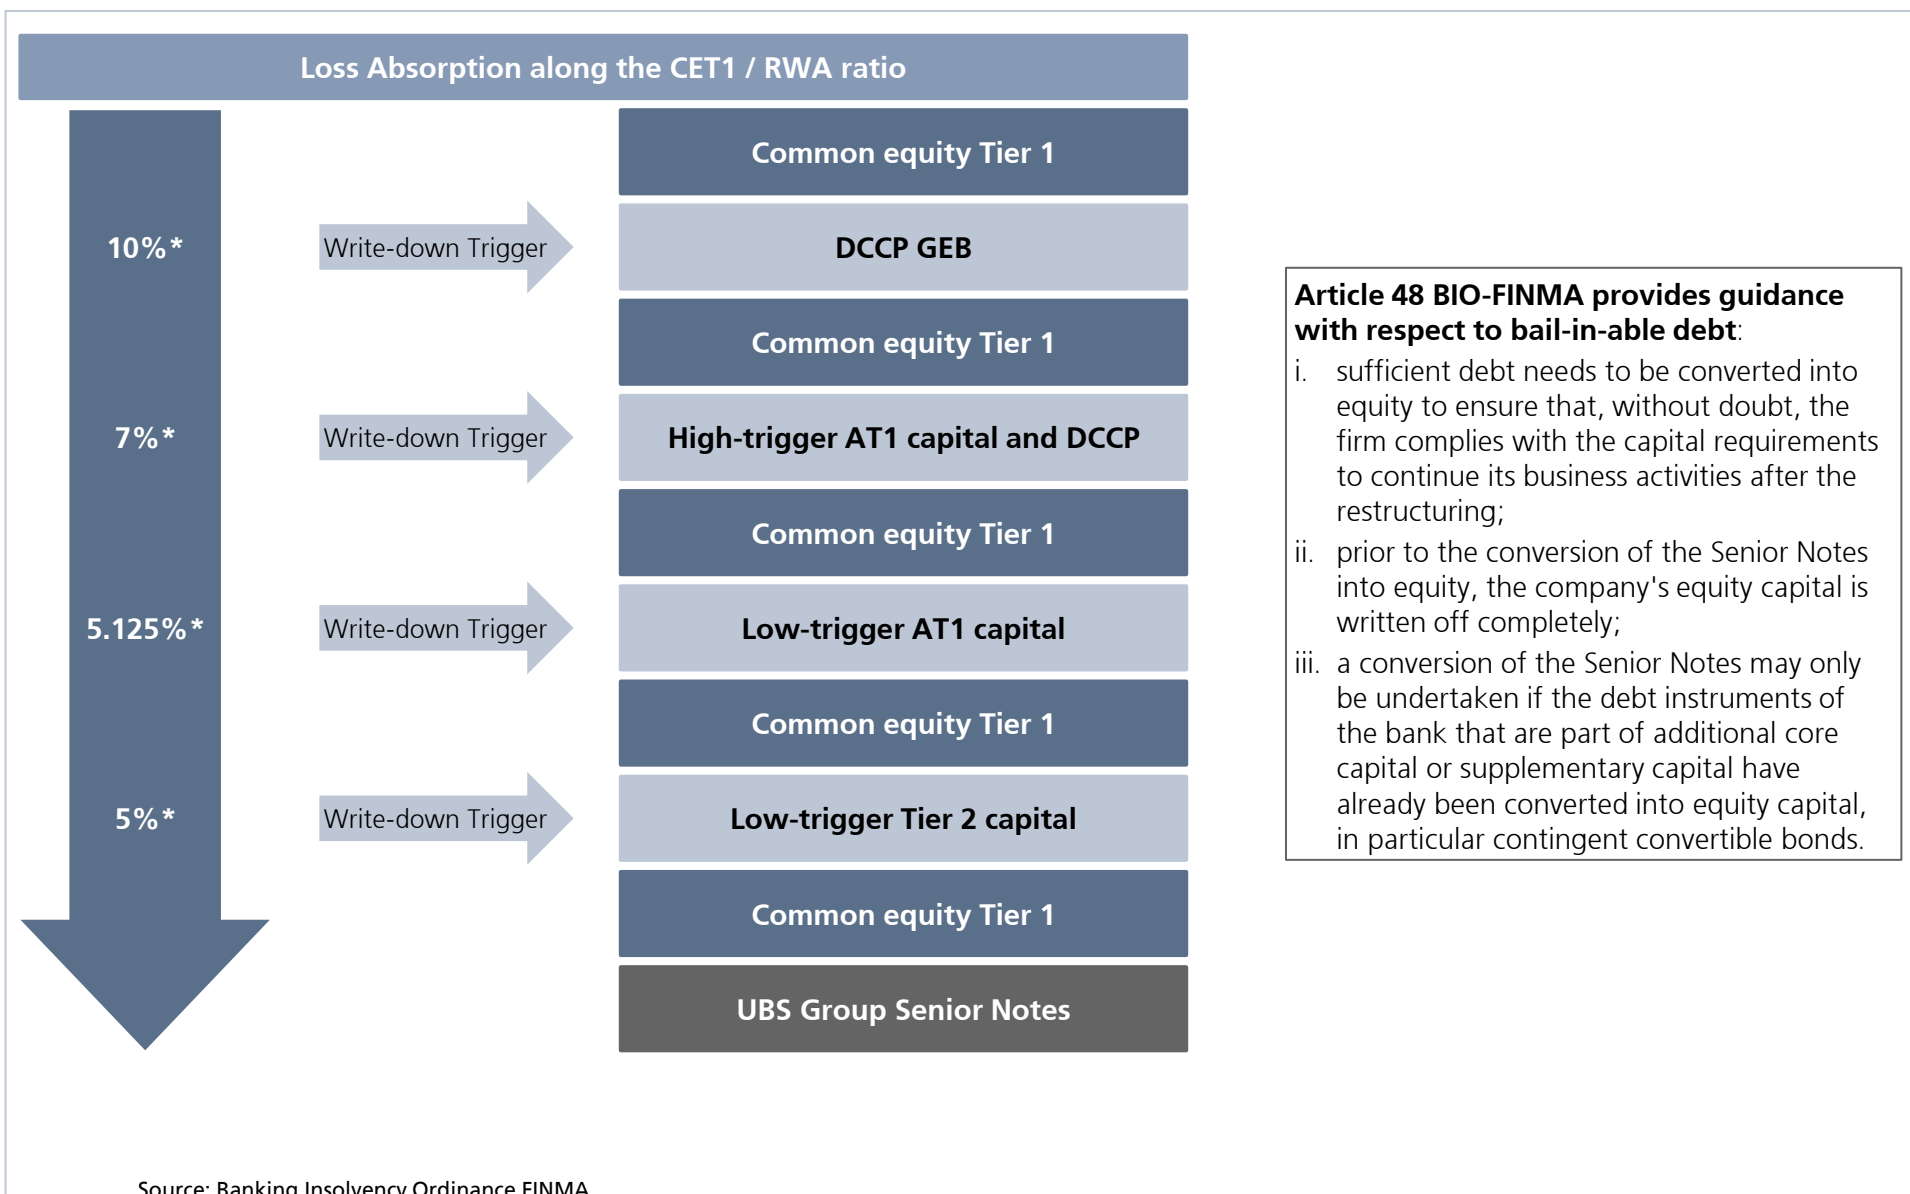 Loss Absorption along the CET1 / RWA ratio
Common equity Tier 1
10%*
Write-down Trigger
DCCP GEB
Common equity Tier 1
7%*
Write-down Trigger
High-trigger AT1 capital and DCCP
Common equity Tier 1
5.125%*
Write-down Trigger
Low-trigger AT1 capital
Common equity Tier 1
5%*
Write-down Trigger
Low-trigger Tier 2 capital
Common equity Tier 1
UBS Group Senior Notes
Article 48 BIO-FINMA provides guidance
with respect to bail-in-able debt:
i. sufficient debt needs to be converted into
equity to ensure that, without doubt, the
firm complies with the capital requirements
to continue its business activities after the
restructuring;
ii. prior to the conversion of the Senior Notes
into equity, the company's equity capital is
written off completely;
iii. a conversion of the Senior Notes may only
be undertaken if the debt instruments of
the bank that are part of additional core
capital or supplementary capital have
already been converted into equity capital,
in particular contingent convertible bonds.
Source: Banking Insolvency Ordinance FINMA